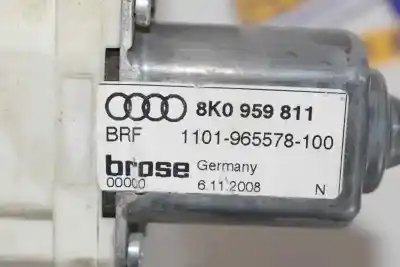 8K0 959 811
BRF 1101-965578-100
brose Germany
00000 6.11.2008 N